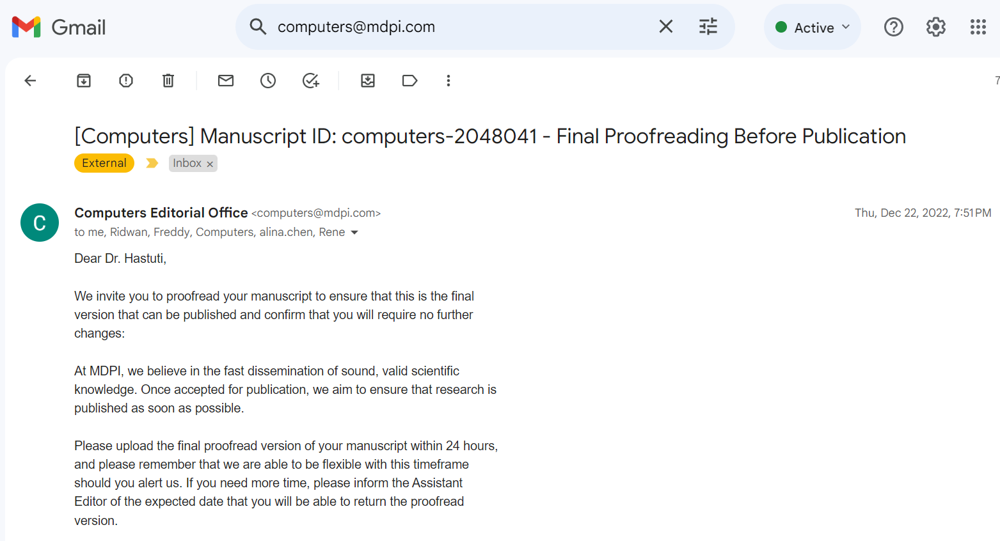 Gmail
computers@mdpi.com
Active
7
[Computers] Manuscript ID: computers-2048041 - Final Proofreading Before Publication
External
Inbox ×
C
Computers Editorial Office <computers@mdpi.com>
Thu, Dec 22, 2022, 7:51 PM
to me, Ridwan, Freddy, Computers, alina.chen, Rene
Dear Dr. Hastuti,
We invite you to proofread your manuscript to ensure that this is the final
version that can be published and confirm that you will require no further
changes:
At MDPI, we believe in the fast dissemination of sound, valid scientific
knowledge. Once accepted for publication, we aim to ensure that research is
published as soon as possible.
Please upload the final proofread version of your manuscript within 24 hours,
and please remember that we are able to be flexible with this timeframe
should you alert us. If you need more time, please inform the Assistant
Editor of the expected date that you will be able to return the proofread
version.